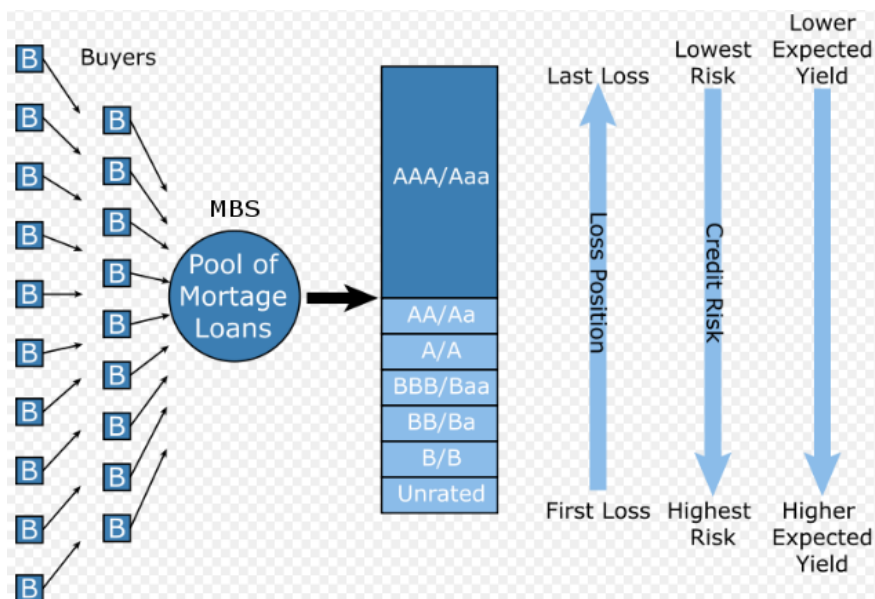 B
B
B
B
B
B
B
B
B
B
Buyers
B
B
B
B
B
B
B
B
B
MBS
Pool of
Mortage
Loans
AAA/Aaa
AA/Aa
A/A
BBB/Baa
BB/Ba
B/B
Unrated
Last Loss
Loss Position
First Loss
Lowest
Risk
Credit Risk
Highest
Risk
Lower
Expected
Yield
Higher
Expected
Yield